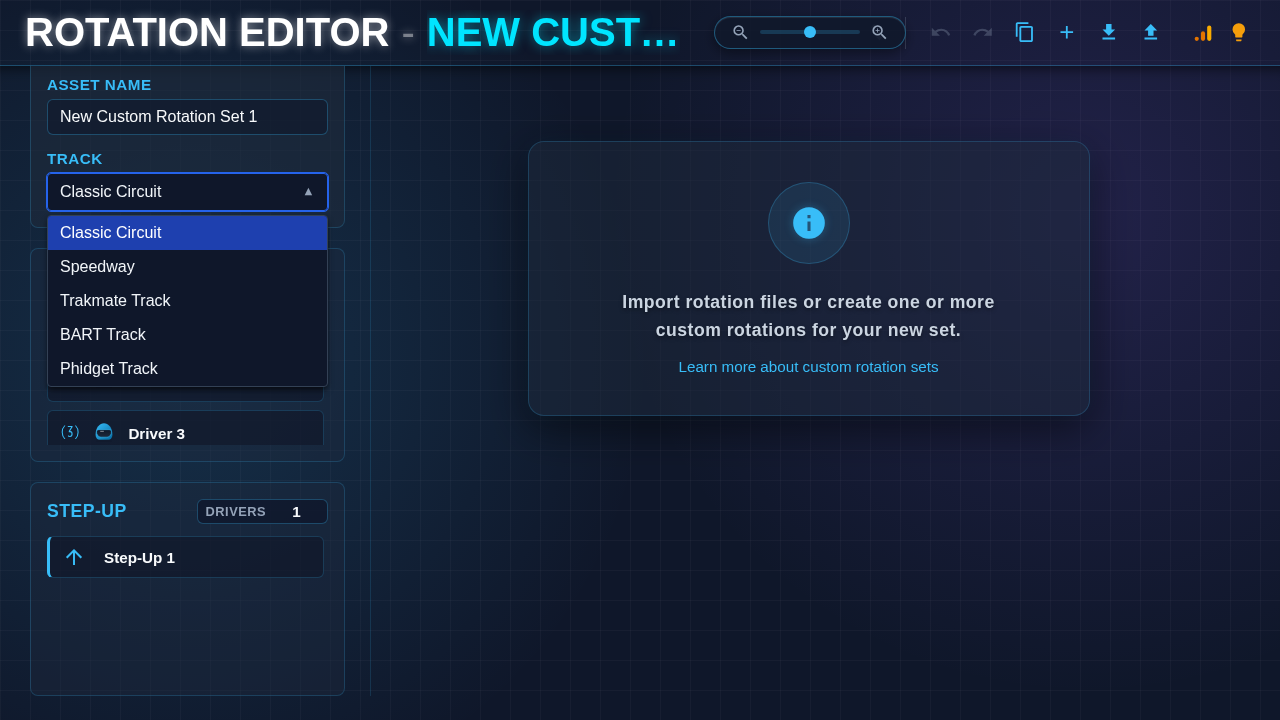 ROTATION EDITOR - NEW CUST...
ASSET NAME
New Custom Rotation Set 1
TRACK
Classic Circuit
Classic Circuit
Speedway
Trakmate Track
BART Track
Phidget Track
(3) Driver 3
STEP-UP DRIVERS 1
Step-Up 1
Import rotation files or create one or more
custom rotations for your new set.
Learn more about custom rotation sets